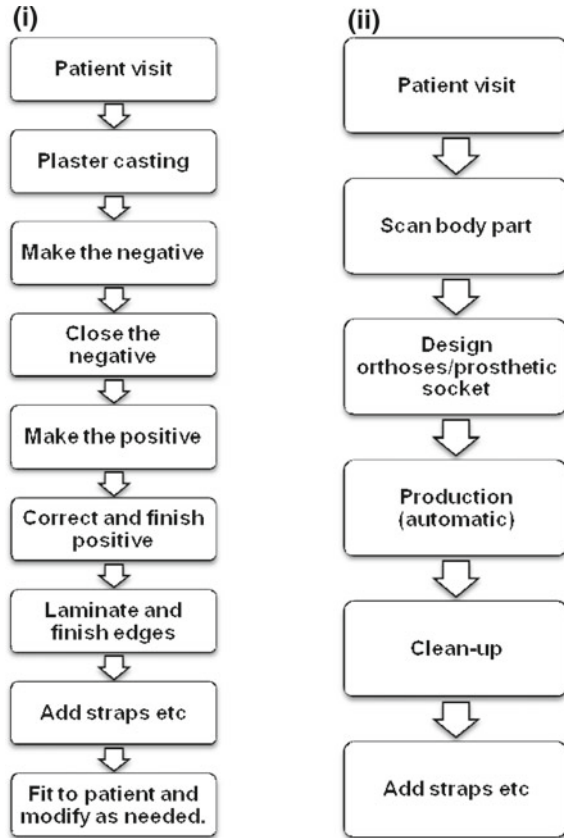 (i)
Patient visit
Plaster casting
Make the negative
Close the
negative
Make the positive
Correct and finish
positive
Laminate and
finish edges
Add straps etc
Fit to patient and
modify as needed.
(ii)
Patient visit
Scan body part
Design
orthoses/prosthetic
socket
Production
(automatic)
Clean-up
Add straps etc